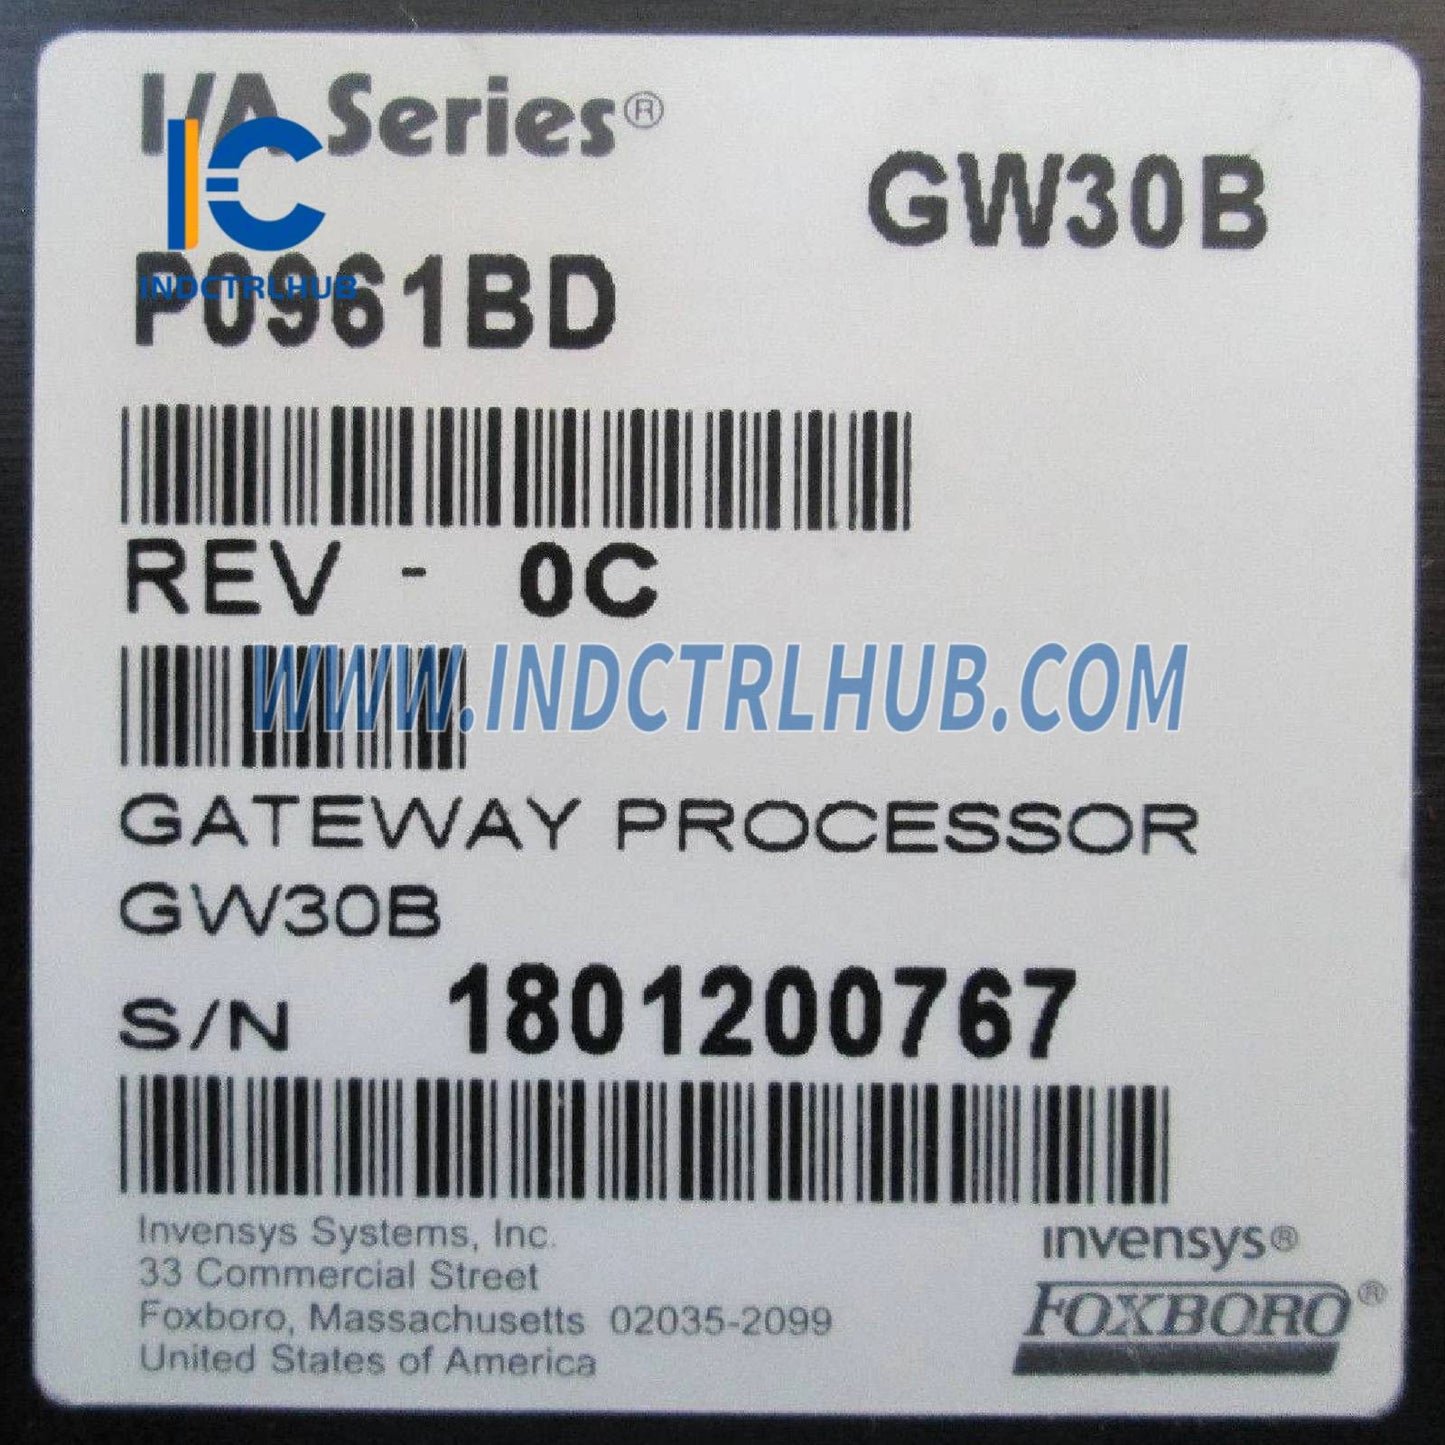 I/A Series®
GW30B
IC
INDCTRLHUB
P0961BD
REV - 0C
WWW.INDCTRLHUB.COM
GATEWAY PROCESSOR
GW30B
S/N 1801200767
Invensys Systems, Inc.
33 Commercial Street
Foxboro, Massachusetts 02035-2099
United States of America
invensys®
FOXBORO®